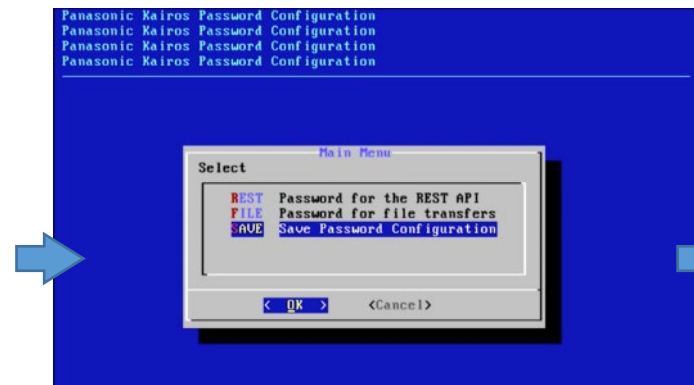 Panasonic Kairos Password Configuration
Panasonic Kairos Password Configuration
Panasonic Kairos Password Configuration
Panasonic Kairos Password Configuration
Main Menu
Select
REST Password for the REST API
FILE Password for file transfers
SAVE Save Password Configuration
< OK > <Cancel>